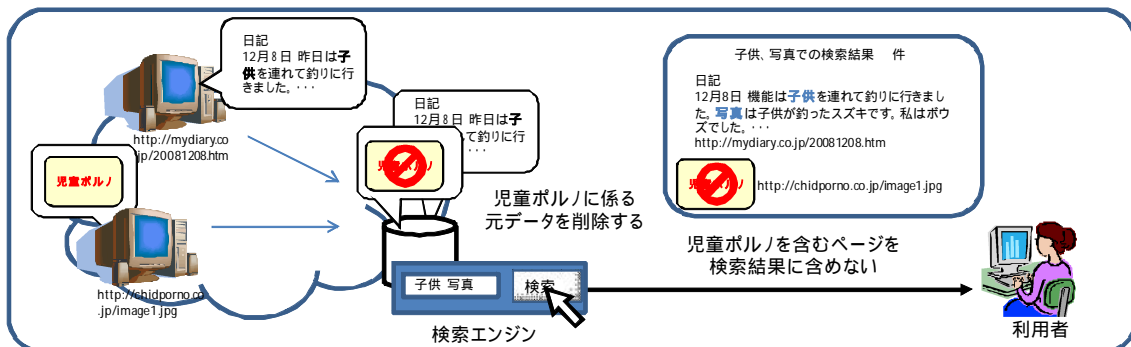 日記
12月8日 昨日は子
供を連れて釣りに行
きました。・・・
http://mydiary.co
.jp/20081208.htm
児童ポルノ
http://chidporno.co
.jp/image1.jpg
日記
12月8日 昨日は子
て釣りに行
・・・
児童ポルノ
児童ポルノに係る
元データを削除する
子供 写真
検索
検索エンジン
子供、写真での検索結果 件
日記
12月8日 機能は子供を連れて釣りに行きまし
た。写真は子供が釣ったスズキです。私はボウ
ズでした。・・・
http://mydiary.co.jp/20081208.htm
http://chidporno.co.jp/image1.jpg
児童ポルノを含むページを
検索結果に含めない
利用者